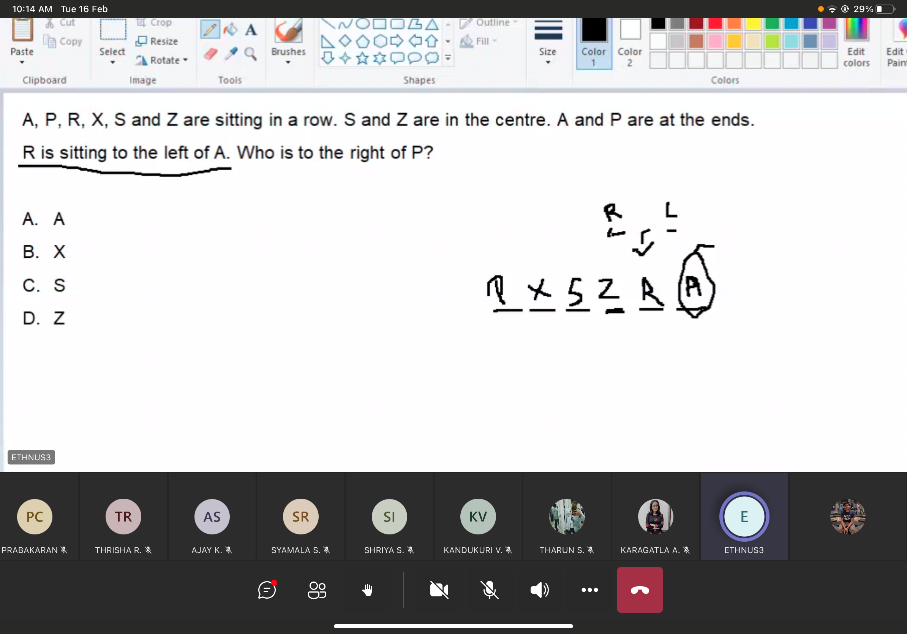 10:14 AM Tue 16 Feb
29%
Cut
Crop
Outline
Paste
Copy
Select
Resize
Rotate
A
Brushes
Fill
Size
Color 1
Color 2
Edit colors
Edit
Pain
Clipboard
Image
Tools
Shapes
Colors
A, P, R, X, S and Z are sitting in a row. S and Z are in the centre. A and P are at the ends.
R is sitting to the left of A. Who is to the right of P?
A. A
B. X
C. S
D. Z
R L
P X S Z R A
ETHNUS3
PC TR AS SR SI KV E
PRABAKARAN THRISHA R. AJAY K. SYAMALA S. SHRIYA S. KANDUKURI V. THARUN S. KARAGATLA A. ETHNUS3